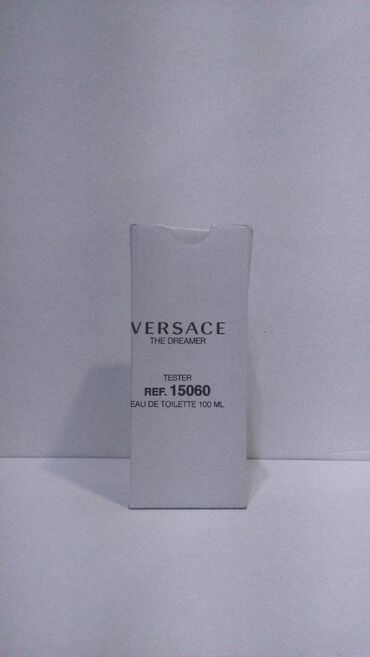 VERSACE
THE DREAMER
TESTER
REF. 15060
EAU DE TOILETTE 100 ML